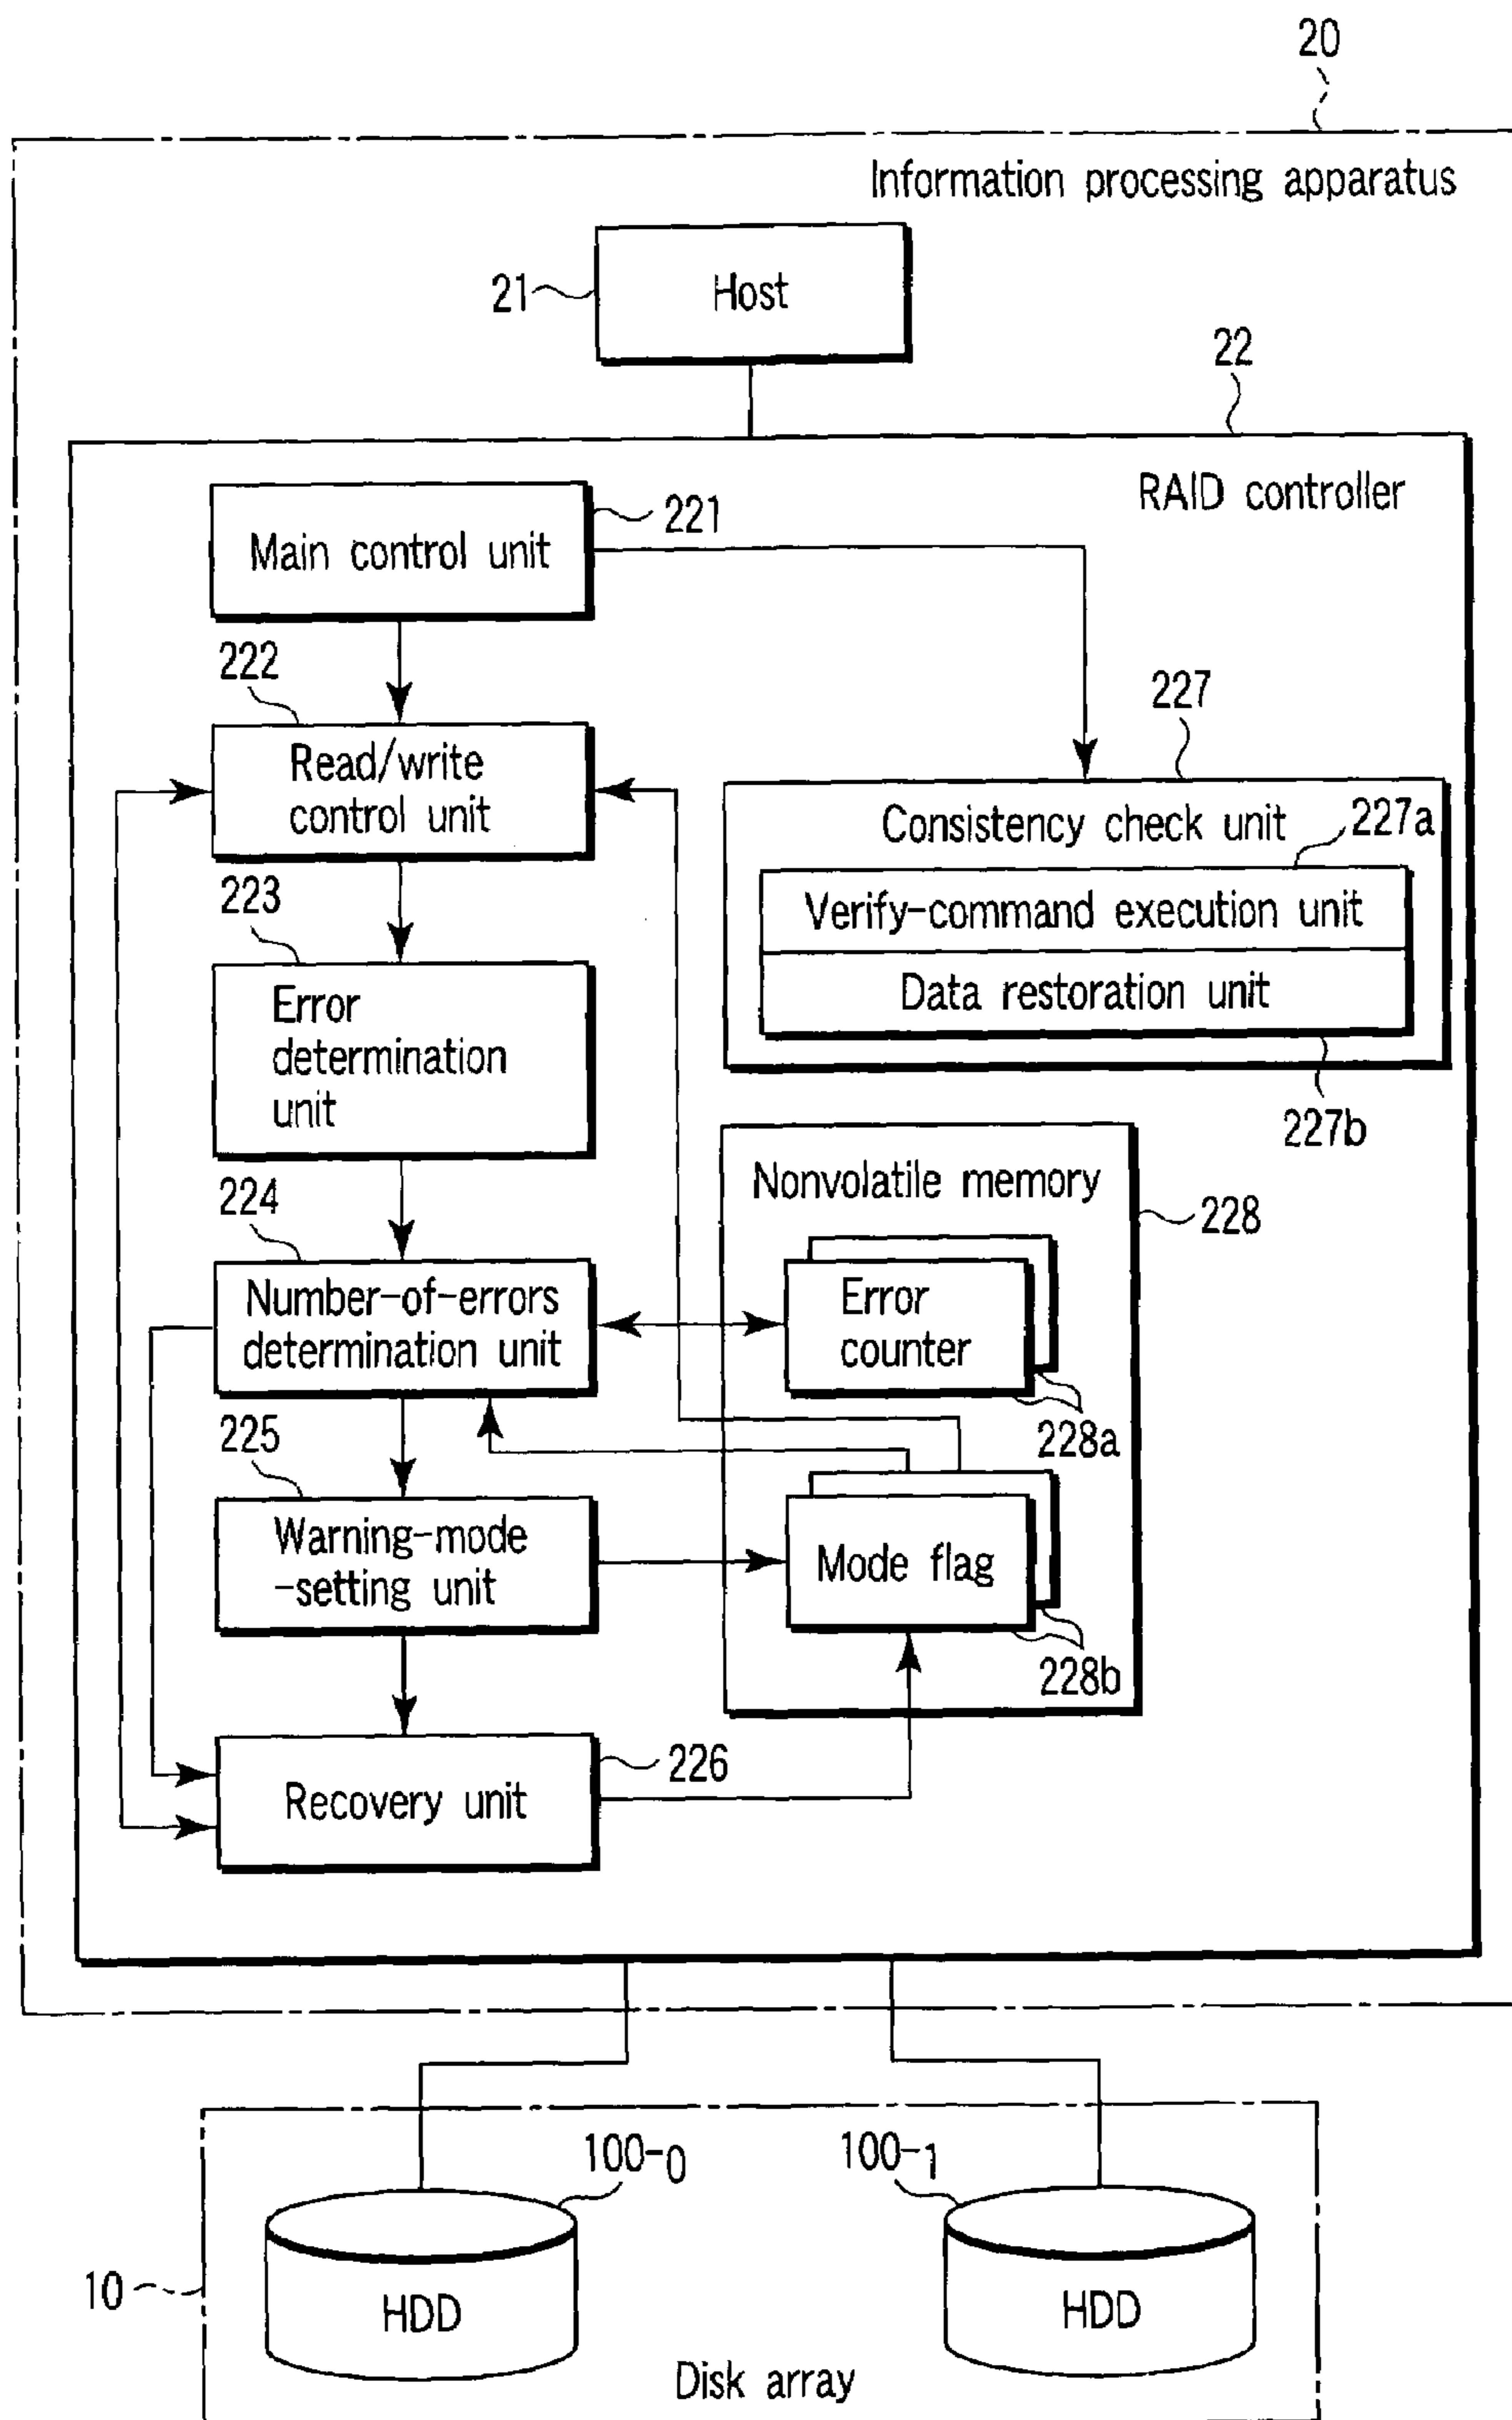 20
Information processing apparatus
21
Host
22
RAID controller
Main control unit
221
222
Read/write
control unit
227
Consistency check unit
227a
Verify-command execution unit
Data restoration unit
227b
223
Error
determination
unit
224
Number-of-errors
determination unit
Nonvolatile memory
228
Error
counter
228a
225
Warning-mode
-setting unit
Mode flag
228b
Recovery unit
226
100-0
100-1
10
HDD
HDD
Disk array